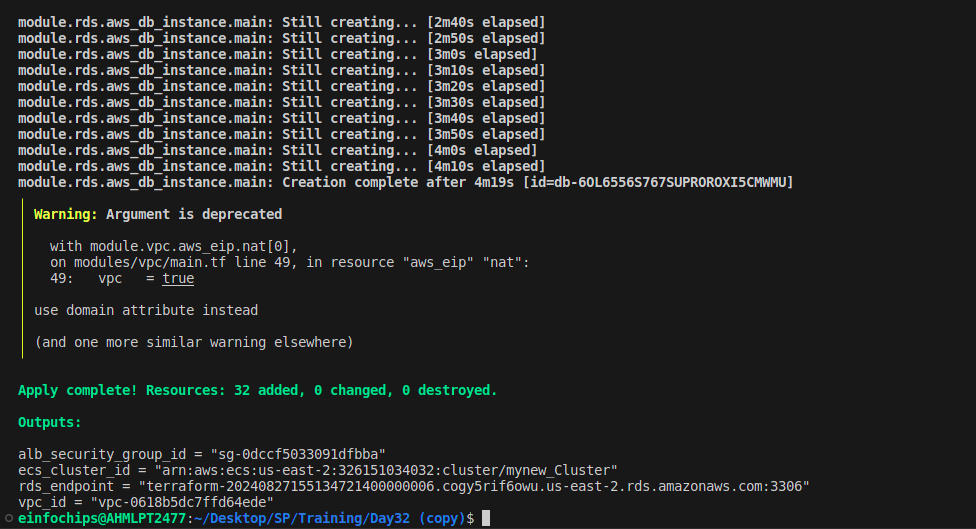 module.rds.aws_db_instance.main: Still creating... [2m40s elapsed]
module.rds.aws_db_instance.main: Still creating... [2m50s elapsed]
module.rds.aws_db_instance.main: Still creating... [3m0s elapsed]
module.rds.aws_db_instance.main: Still creating... [3m10s elapsed]
module.rds.aws_db_instance.main: Still creating... [3m20s elapsed]
module.rds.aws_db_instance.main: Still creating... [3m30s elapsed]
module.rds.aws_db_instance.main: Still creating... [3m40s elapsed]
module.rds.aws_db_instance.main: Still creating... [3m50s elapsed]
module.rds.aws_db_instance.main: Still creating... [4m0s elapsed]
module.rds.aws_db_instance.main: Still creating... [4m10s elapsed]
module.rds.aws_db_instance.main: Creation complete after 4m19s [id=db-6OL6556S767SUPROROXI5CMWMU]
Warning: Argument is deprecated
with module.vpc.aws_eip.nat[0],
on modules/vpc/main.tf line 49, in resource "aws_eip" "nat":
49:   vpc   = true
use domain attribute instead
(and one more similar warning elsewhere)
Apply complete! Resources: 32 added, 0 changed, 0 destroyed.
Outputs:
alb_security_group_id = "sg-0dccf5033091dfbba"
ecs_cluster_id = "arn:aws:ecs:us-east-2:326151034032:cluster/mynew_Cluster"
rds_endpoint = "terraform-20240827155134721400000006.cogy5rif6owu.us-east-2.rds.amazonaws.com:3306"
vpc_id = "vpc-0618b5dc7ffd64ede"
einfochips@AHMLPT2477:~/Desktop/SP/Training/Day32 (copy)$